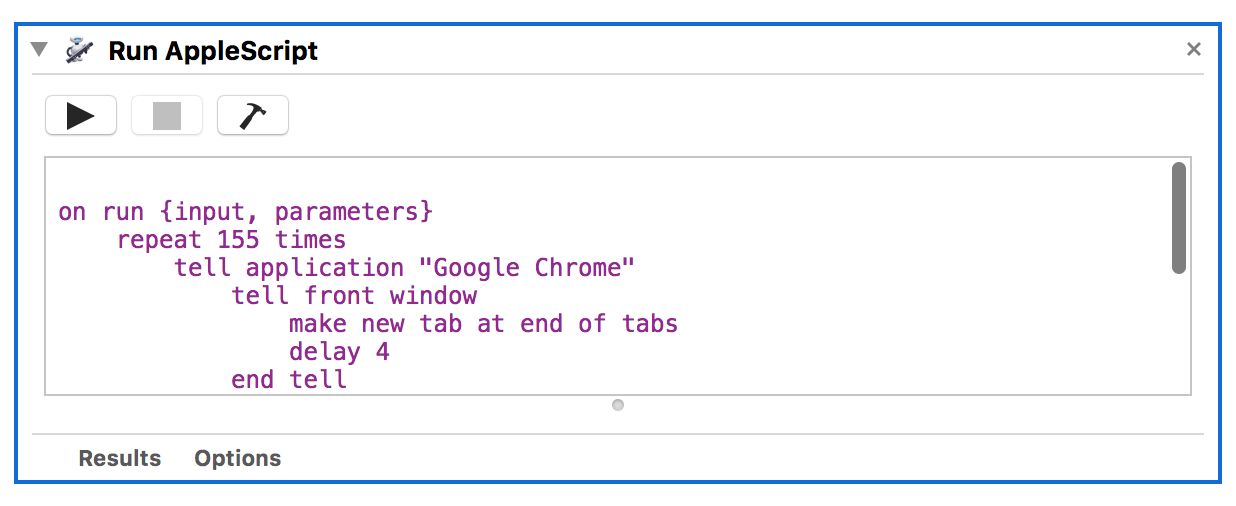 Run AppleScript
on run {input, parameters}
repeat 155 times
tell application "Google Chrome"
tell front window
make new tab at end of tabs
delay 4
end tell
Results Options